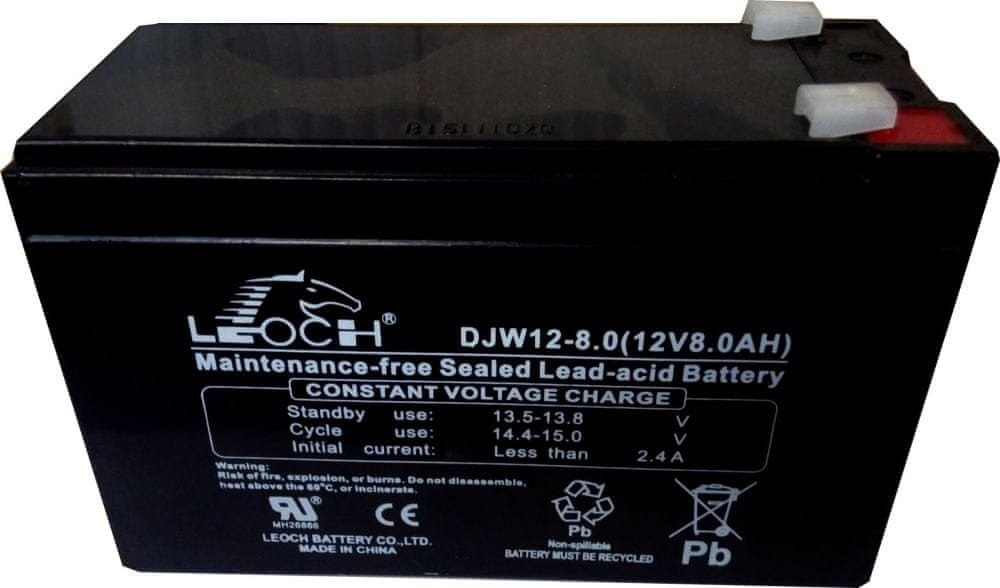 LEOCH®
DJW12-8.0(12V8.0AH)
Maintenance-free Sealed Lead-acid Battery
CONSTANT VOLTAGE CHARGE
Standby use: 13.5-13.8 V
Cycle use: 14.4-15.0 V
Initial current: Less than 2.4A
Warning:
Risk of fire, explosion, or burns. Do not disassemble,
heat above the 60°C, or incinerate.
RU®
MH26866
CE
LEOCH BATTERY CO.,LTD.
MADE IN CHINA
Pb
Non-spillable
BATTERY MUST BE RECYCLED
Pb